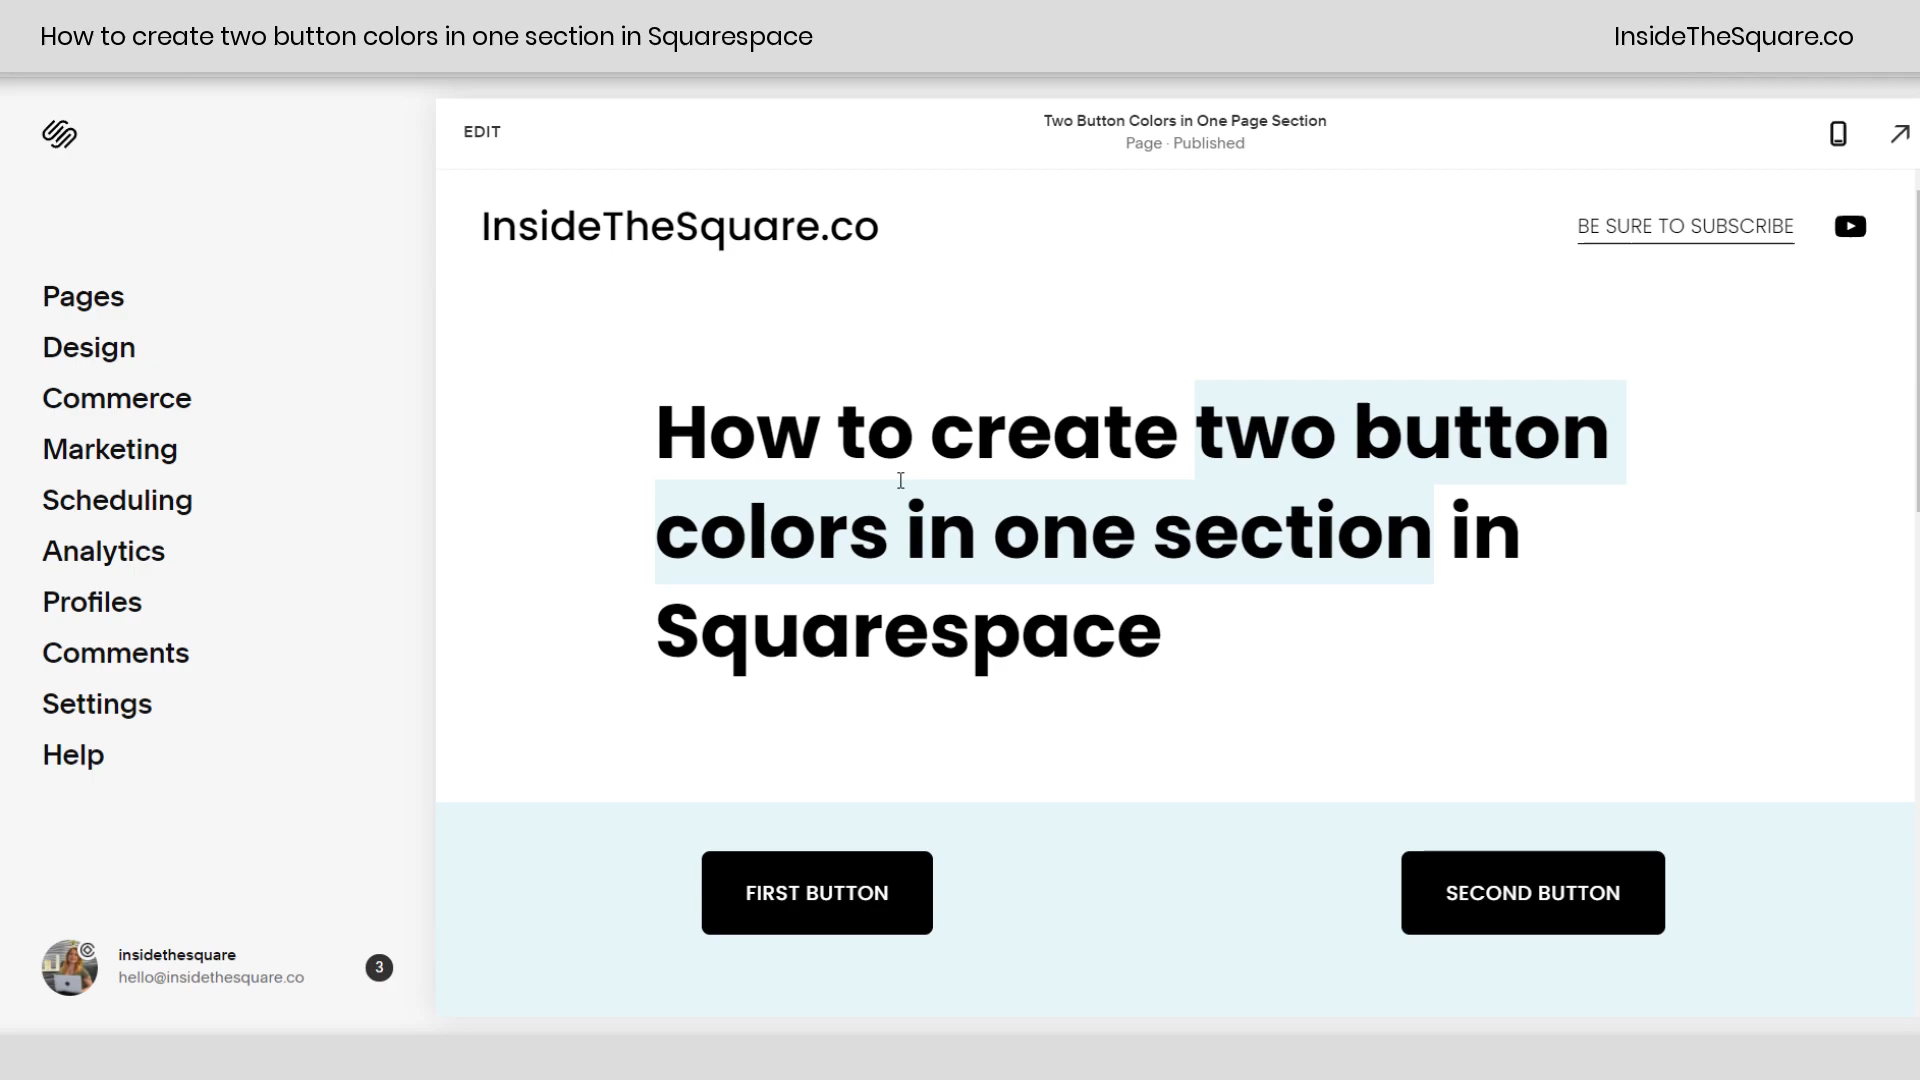 How to create two button colors in one section in Squarespace
InsideTheSquare.co
EDIT
Two Button Colors in One Page Section
Page · Published
InsideTheSquare.co
BE SURE TO SUBSCRIBE
Pages
Design
Commerce
Marketing
Scheduling
Analytics
Profiles
Comments
Settings
Help
How to create two button
colors in one section in
Squarespace
FIRST BUTTON
SECOND BUTTON
insidethesquare
hello@insidethesquare.co
3